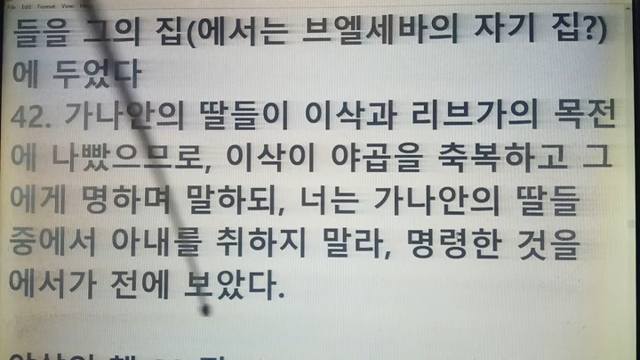 File Edit Format View
들을 그의 집(에서는 브엘세바의 자기 집?)
에 두었다
42. 가나안의 딸들이 이삭과 리브가의 목전
에 나빴으므로, 이삭이 야곱을 축복하고 그
에게 명하며 말하되, 너는 가나안의 딸들
중에서 아내를 취하지 말라, 명령한 것을
에서가 전에 보았다.